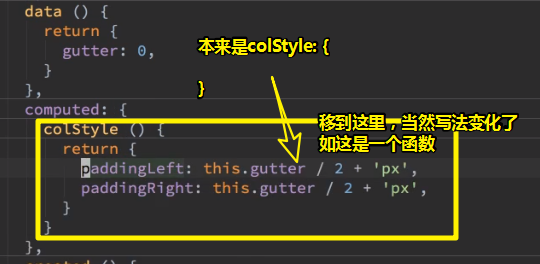 data () {
return {
gutter: 0,
}
},
computed: {
colStyle () {
return {
paddingLeft: this.gutter / 2 + 'px',
paddingRight: this.gutter / 2 + 'px',
}
}
},
本来是colStyle: {
}
移到这里，当然写法变化了
如这是一个函数